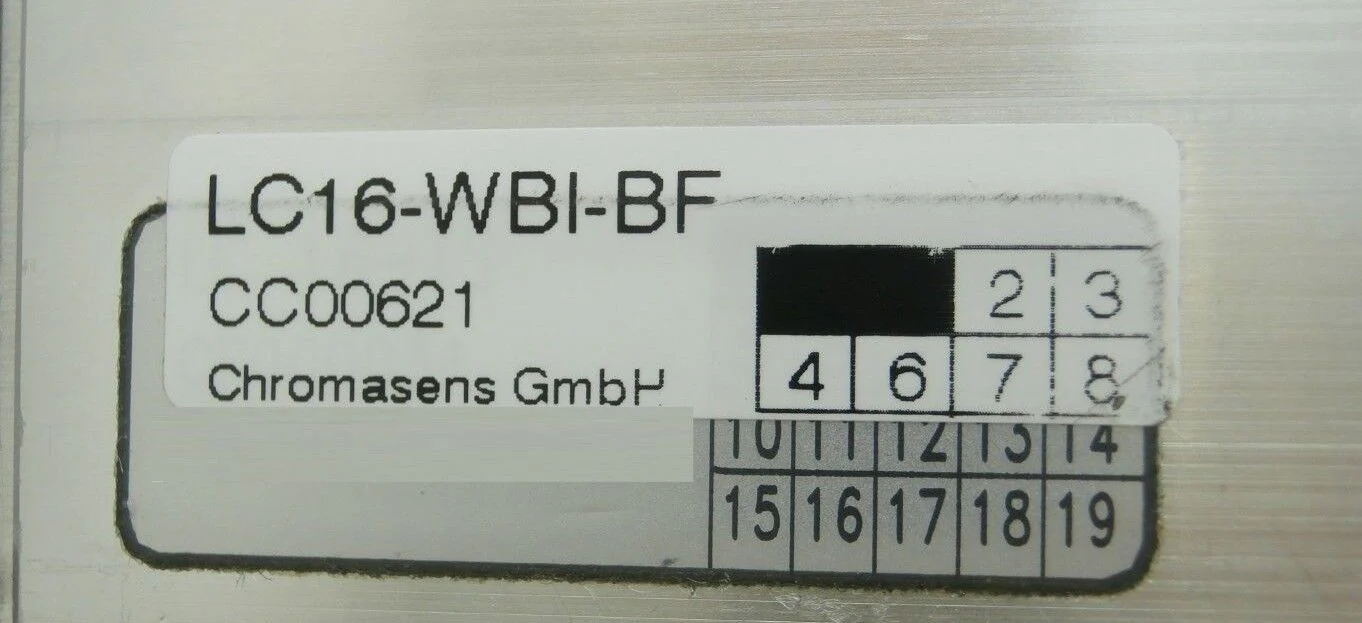 LC16-WBI-BF
CC00621
Chromasens GmbH
2 3
4 6 7 8
10 11 12 13 14
15 16 17 18 19